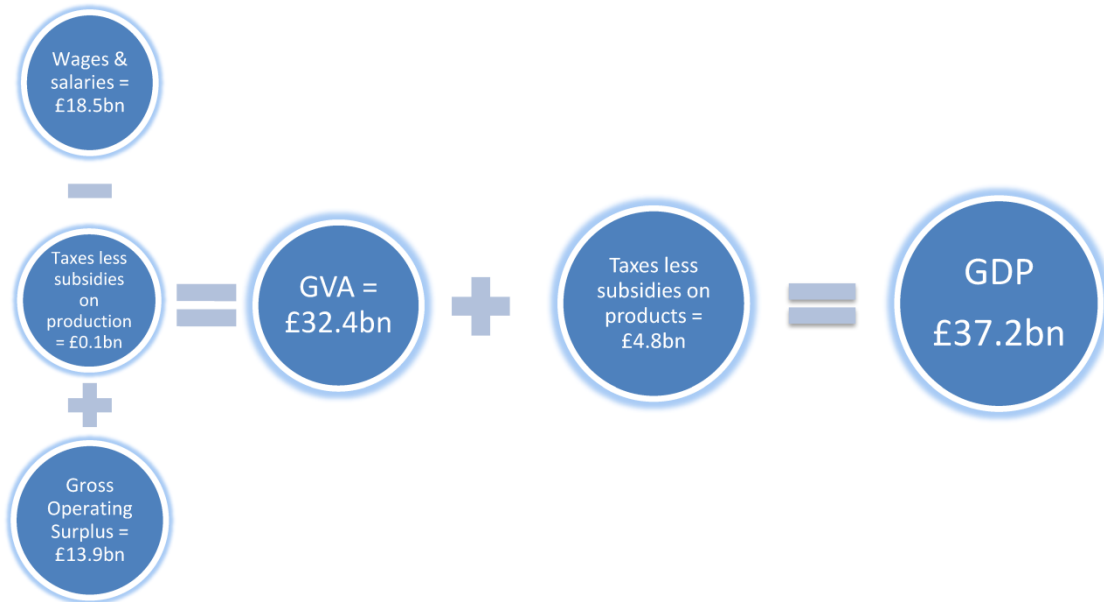 Wages &
salaries =
£18.5bn
Taxes less
subsidies
on
production
= £0.1bn
Gross
Operating
Surplus =
£13.9bn
GVA =
£32.4bn
Taxes less
subsidies on
products =
£4.8bn
GDP
£37.2bn